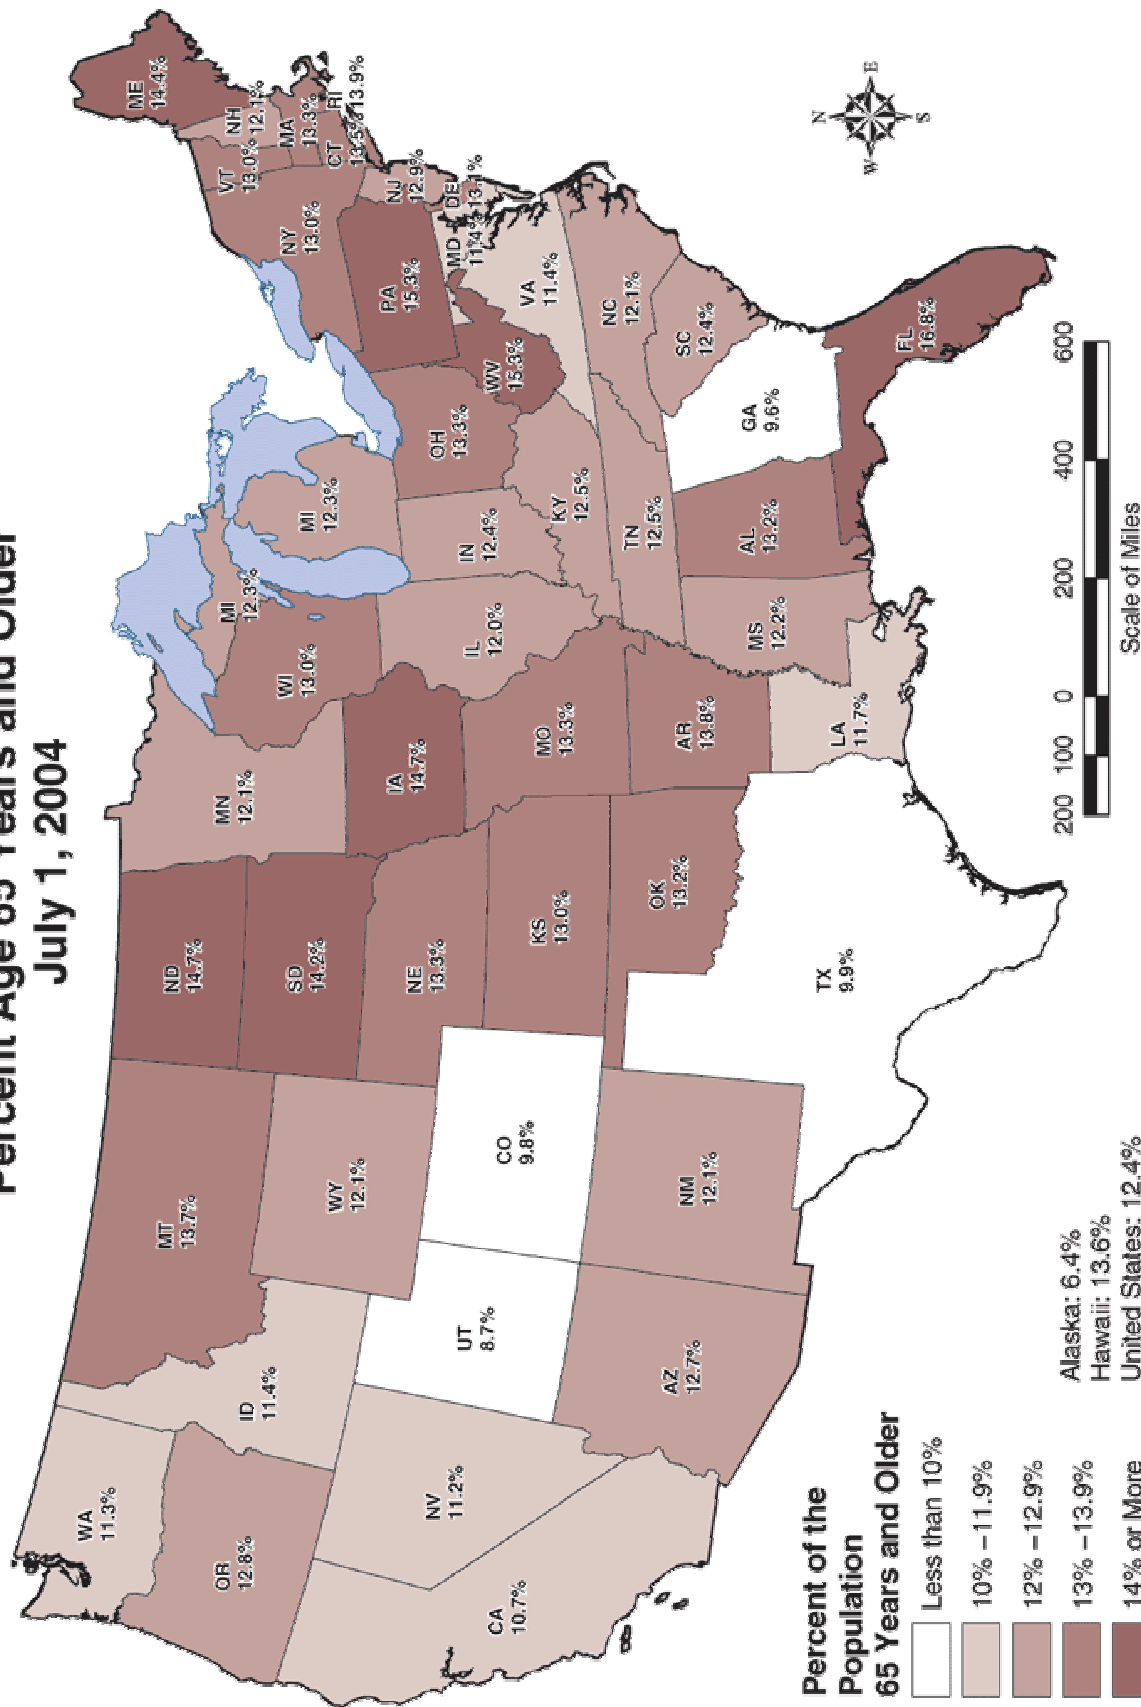 Percent Age 65 Years and Older
July 1, 2004
WA
11.3%
OR
12.8%
CA
10.7%
NV
11.2%
ID
11.4%
MT
13.7%
WY
12.1%
UT
8.7%
CO
9.8%
AZ
12.7%
NM
12.1%
ND
14.7%
SD
14.2%
NE
13.3%
KS
13.0%
OK
13.2%
TX
9.9%
MN
12.1%
IA
14.7%
MO
13.3%
AR
13.8%
LA
11.7%
WI
13.0%
IL
12.0%
MI
12.3%
MI
12.3%
IN
12.4%
OH
13.3%
KY
12.5%
TN
12.5%
MS
12.2%
AL
13.2%
GA
9.6%
FL
16.8%
SC
12.4%
NC
12.1%
VA
11.4%
WV
15.3%
MD
11.4%
DE
13.1%
PA
15.3%
NJ
12.9%
NY
13.0%
CT
13.5%
RI
13.9%
MA
13.3%
VT
13.0%
NH
12.1%
ME
14.4%
N
W
E
S
Percent of the
Population
65 Years and Older
Less than 10%
10% –11.9%
12% –12.9%
13% –13.9%
14% or More
Alaska: 6.4%
Hawaii: 13.6%
United States: 12.4%
200 100 0 200 400 600
Scale of Miles